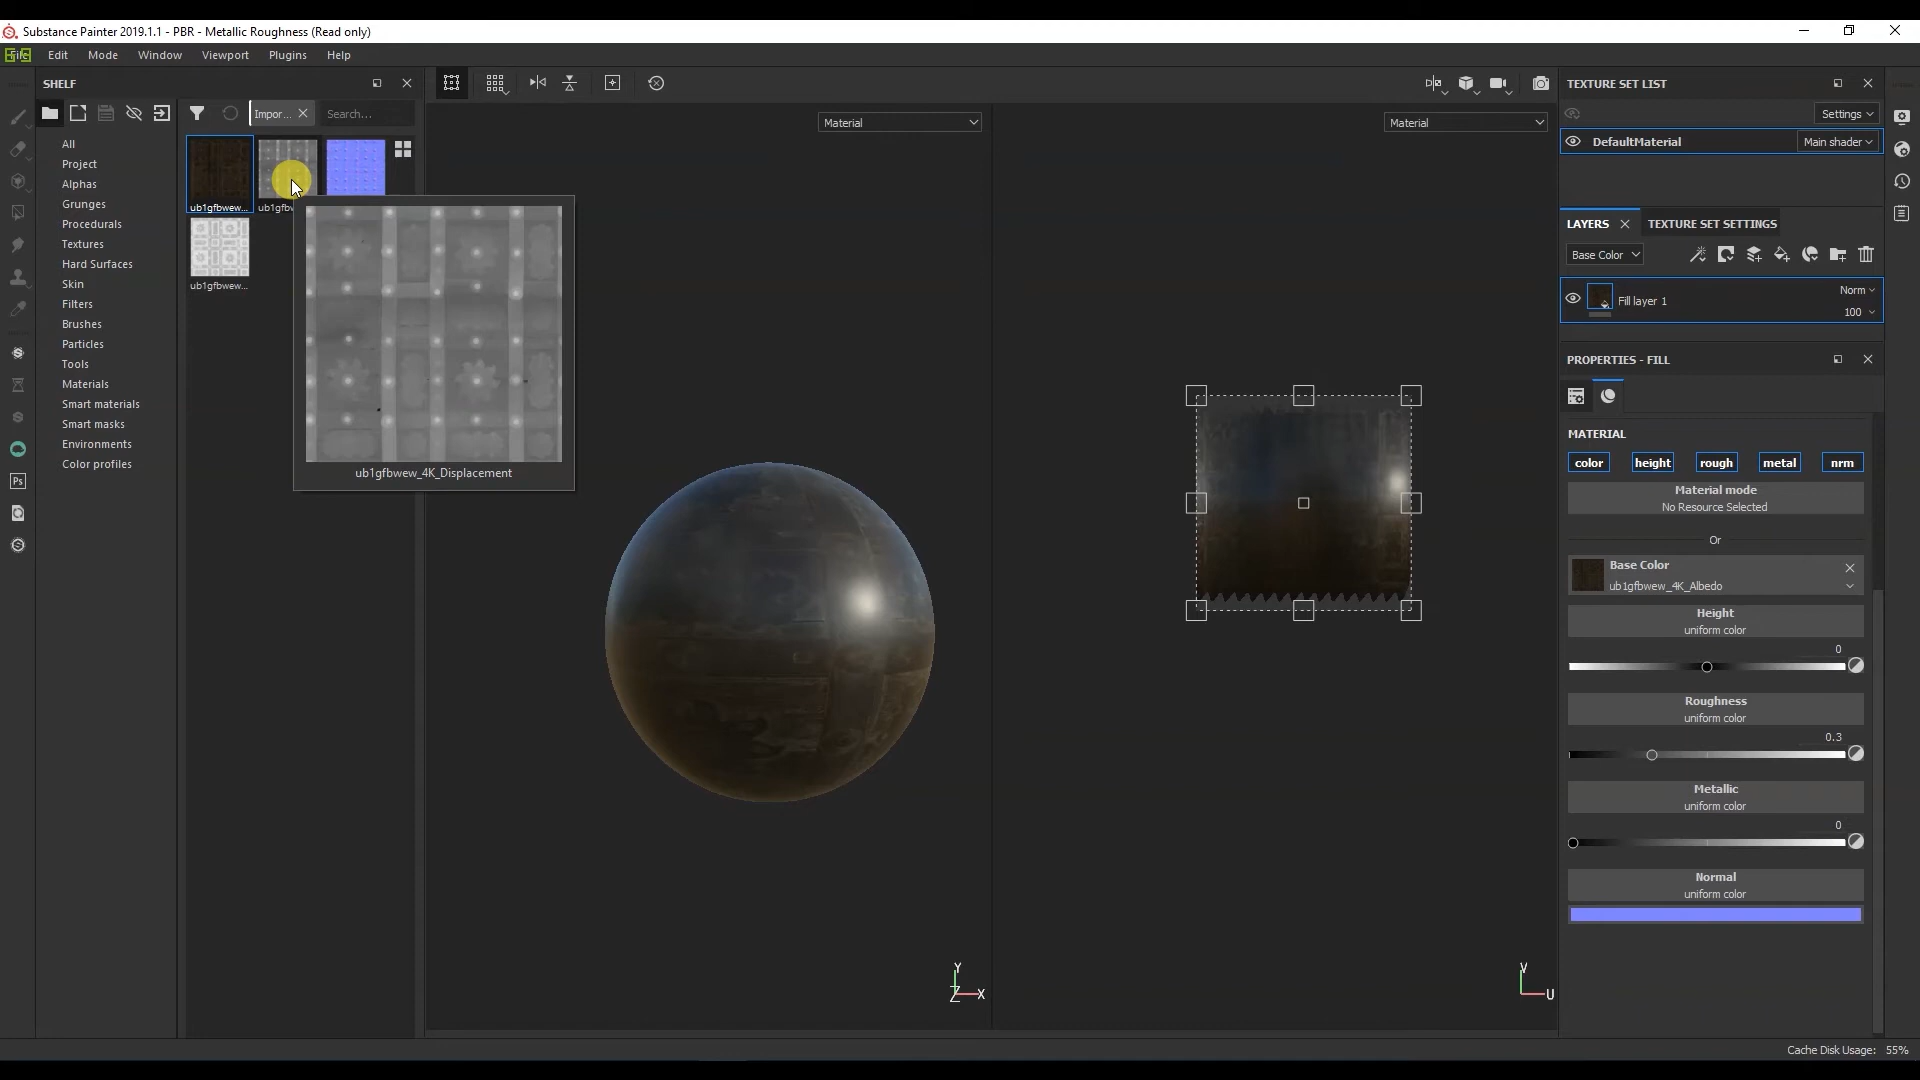 Substance Painter 2019.1.1 - PBR - Metallic Roughness (Read only)
File Edit Mode Window Viewport Plugins Help
SHELF
Impor...
Search...
All
Project
Alphas
Grunges
Procedurals
Textures
Hard Surfaces
Skin
Filters
Brushes
Particles
Tools
Materials
Smart materials
Smart masks
Environments
Color profiles
ub1gfbwew...
ub1gfbw
ub1gfbwew...
ub1gfbwew_4K_Displacement
Material
Material
Y
Z X
V
U
TEXTURE SET LIST
Settings
DefaultMaterial
Main shader
LAYERS
TEXTURE SET SETTINGS
Base Color
Fill layer 1
Norm
100
PROPERTIES - FILL
MATERIAL
color height rough metal nrm
Material mode
No Resource Selected
Or
Base Color
ub1gfbwew_4K_Albedo
Height
uniform color
0
Roughness
uniform color
0.3
Metallic
uniform color
0
Normal
uniform color
Ps
Cache Disk Usage: 55%